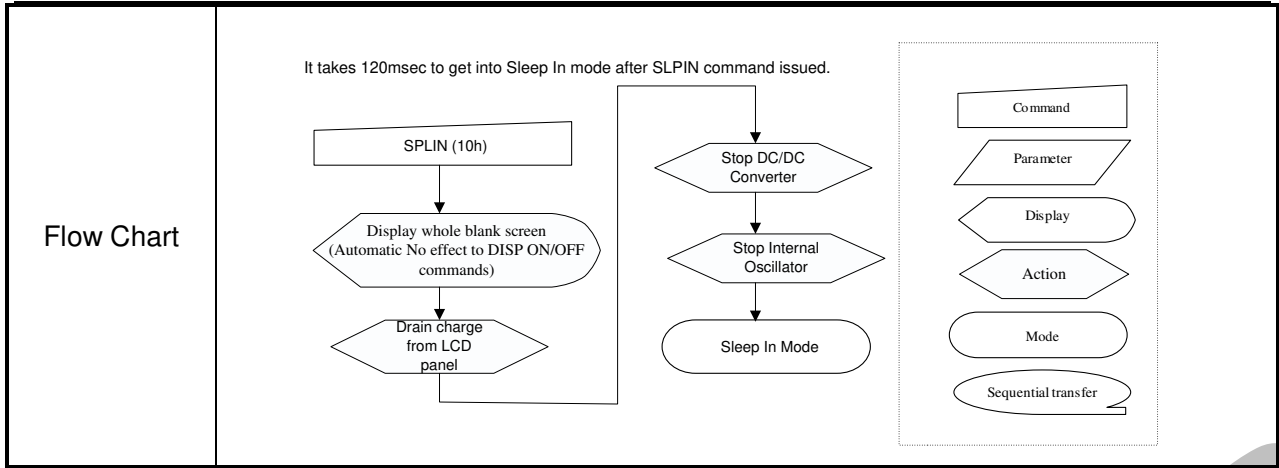 Flow Chart
It takes 120msec to get into Sleep In mode after SLPIN command issued.
SPLIN (10h)
Display whole blank screen
(Automatic No effect to DISP ON/OFF
commands)
Drain charge
from LCD
panel
Stop DC/DC
Converter
Stop Internal
Oscillator
Sleep In Mode
Command
Parameter
Display
Action
Mode
Sequential transfer